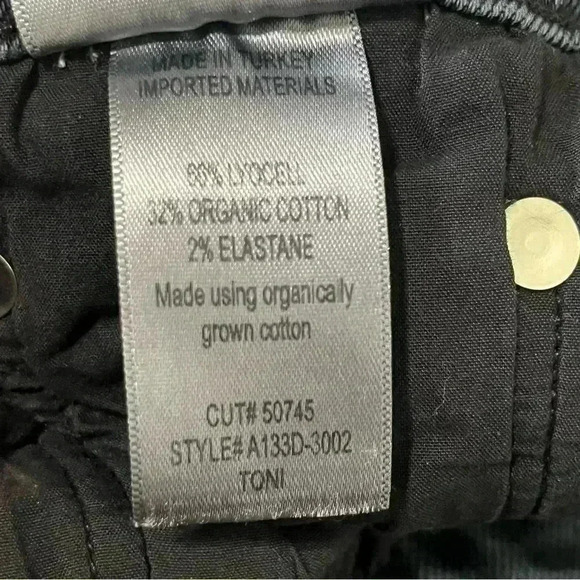 MADE IN TURKEY
IMPORTED MATERIALS
66% LYOCELL
32% ORGANIC COTTON
2% ELASTANE
Made using organically
grown cotton
CUT# 50745
STYLE# A133D-3002
TONI